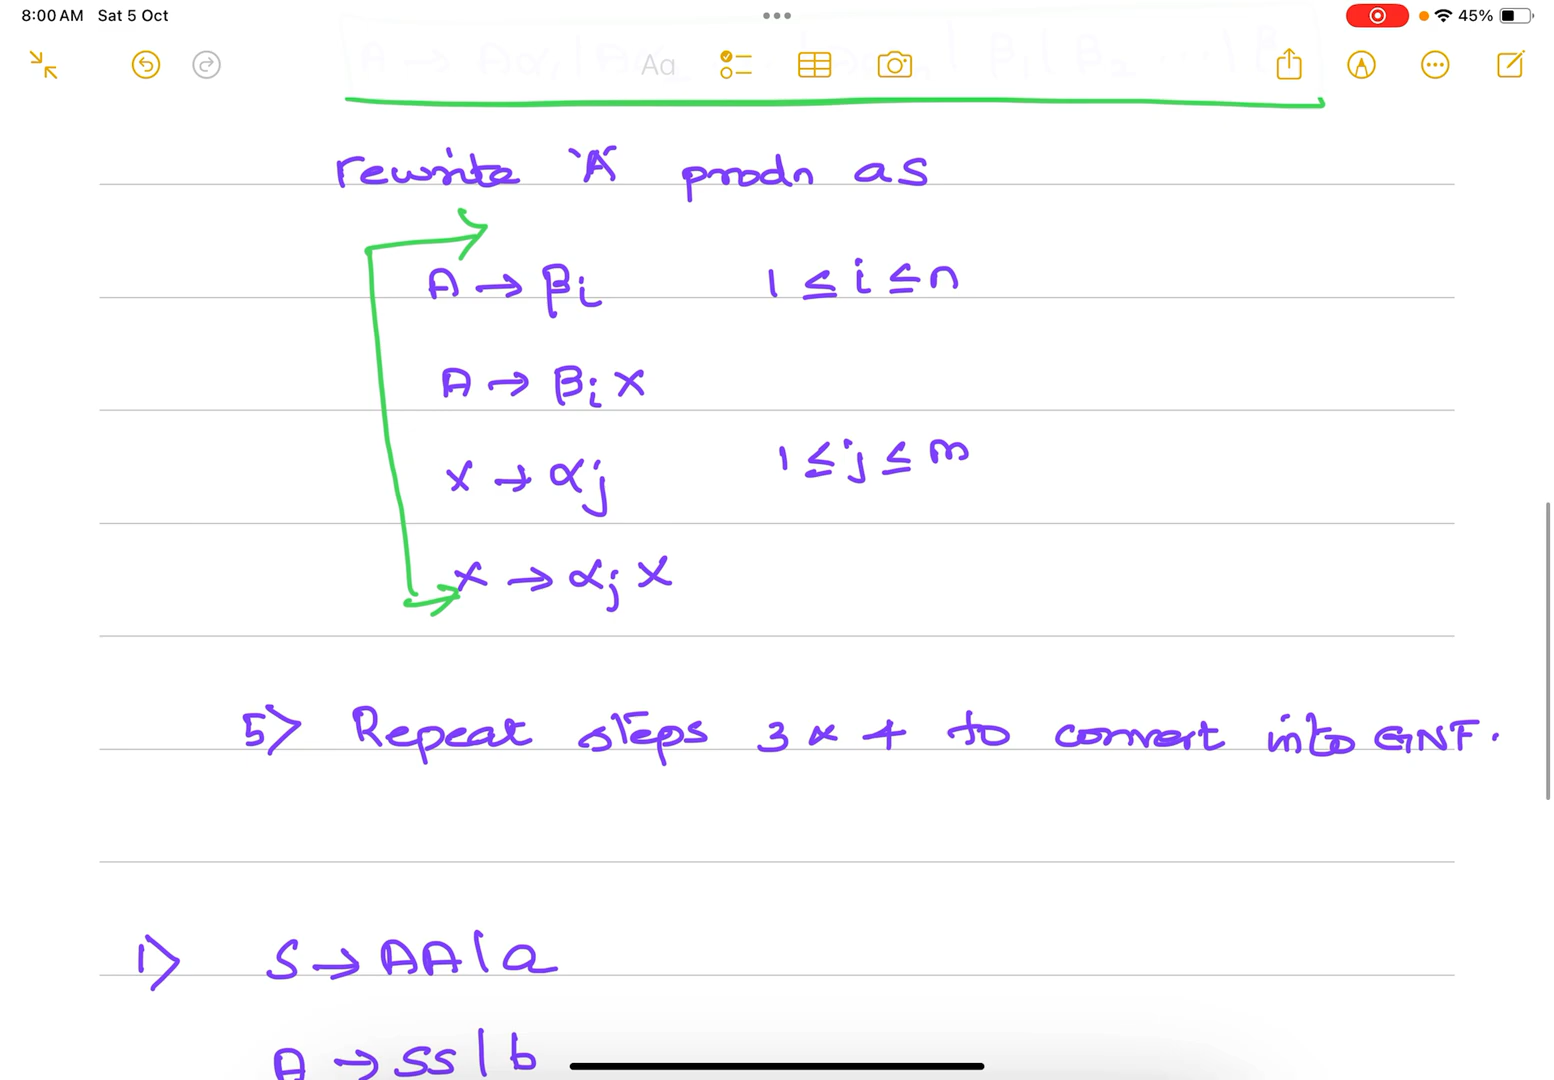 8:00 AM Sat 5 Oct
45%
Aa
rewrite 'A' prodn as
A → βi 1 ≤ i ≤ n
A → βi X
X → αj 1 ≤ j ≤ m
X → αj X
5> Repeat steps 3 & 4 to convert into GNF.
1> S → AA | a
A → SS | b